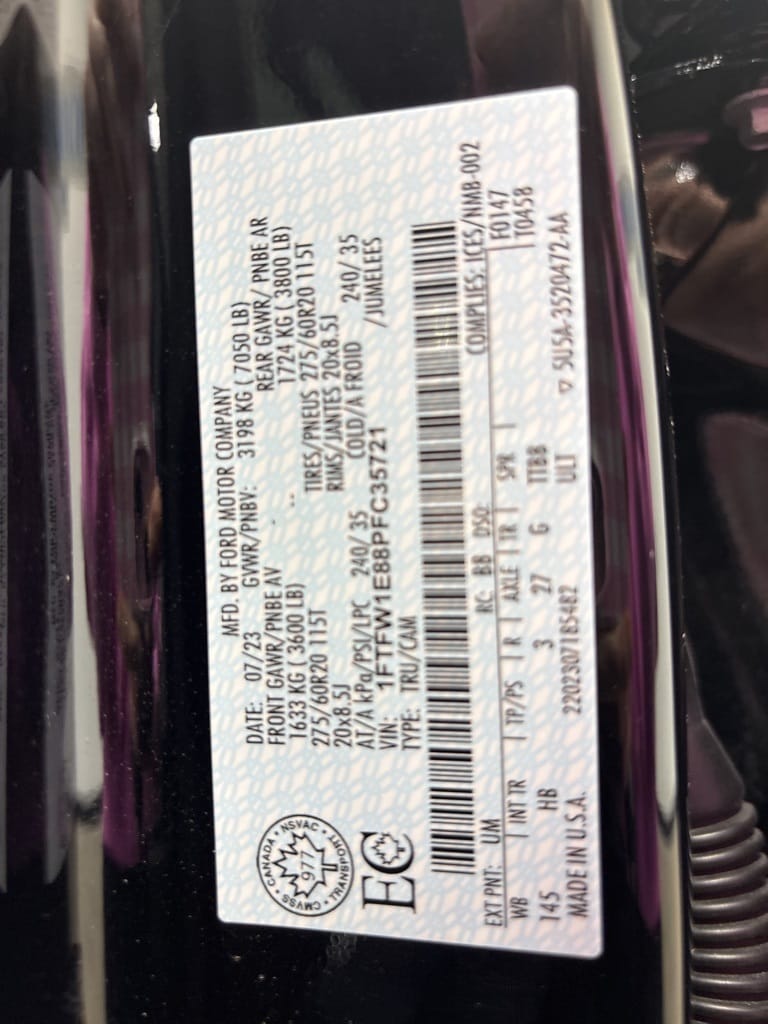 MFD. BY FORD MOTOR COMPANY
DATE: 07/23 GVWR/PNBV: 3198 KG ( 7050 LB)
FRONT GAWR/PNBE AV REAR GAWR/ PNBE AR
1633 KG ( 3600 LB) -- 1724 KG ( 3800 LB)
275/60R20 115T TIRES/PNEUS 275/60R20 115T
20x8.5J RIMS/JANTES 20x8.5J
AT/A kPa/PSI/LPC 240/ 35 COLD/A FROID 240/ 35
VIN: 1FTFW1E88PFC35721 /JUMELEES
TYPE: TRU/CAM
CANADA • NSVAC • TRANSPORT • CMVSS •
977
EC
COMPLIES: ICES/NMB-002
EXT PNT: UM RC: BB DSO: F0147
WB INT TR TP/PS R AXLE TR SPR T0458
145 HB 3 27 G TTBB
2202307185482 ULT
MADE IN U.S.A. ▽ 5U5A-3520472-AA